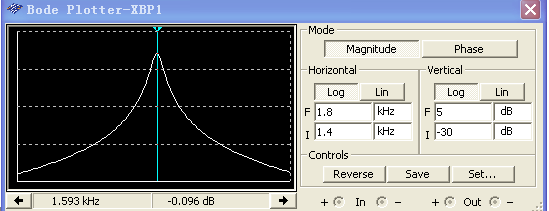 Bode Plotter-XBP1
Mode
Magnitude Phase
Horizontal Vertical
Log Lin Log Lin
F 1.8 kHz F 5 dB
I 1.4 kHz I -30 dB
Controls
Reverse Save Set...
1.593 kHz -0.096 dB
+ In − + Out −